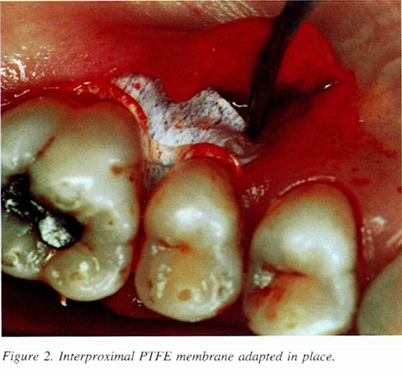 Figure 2. Interproximal PTFE membrane adapted in place.